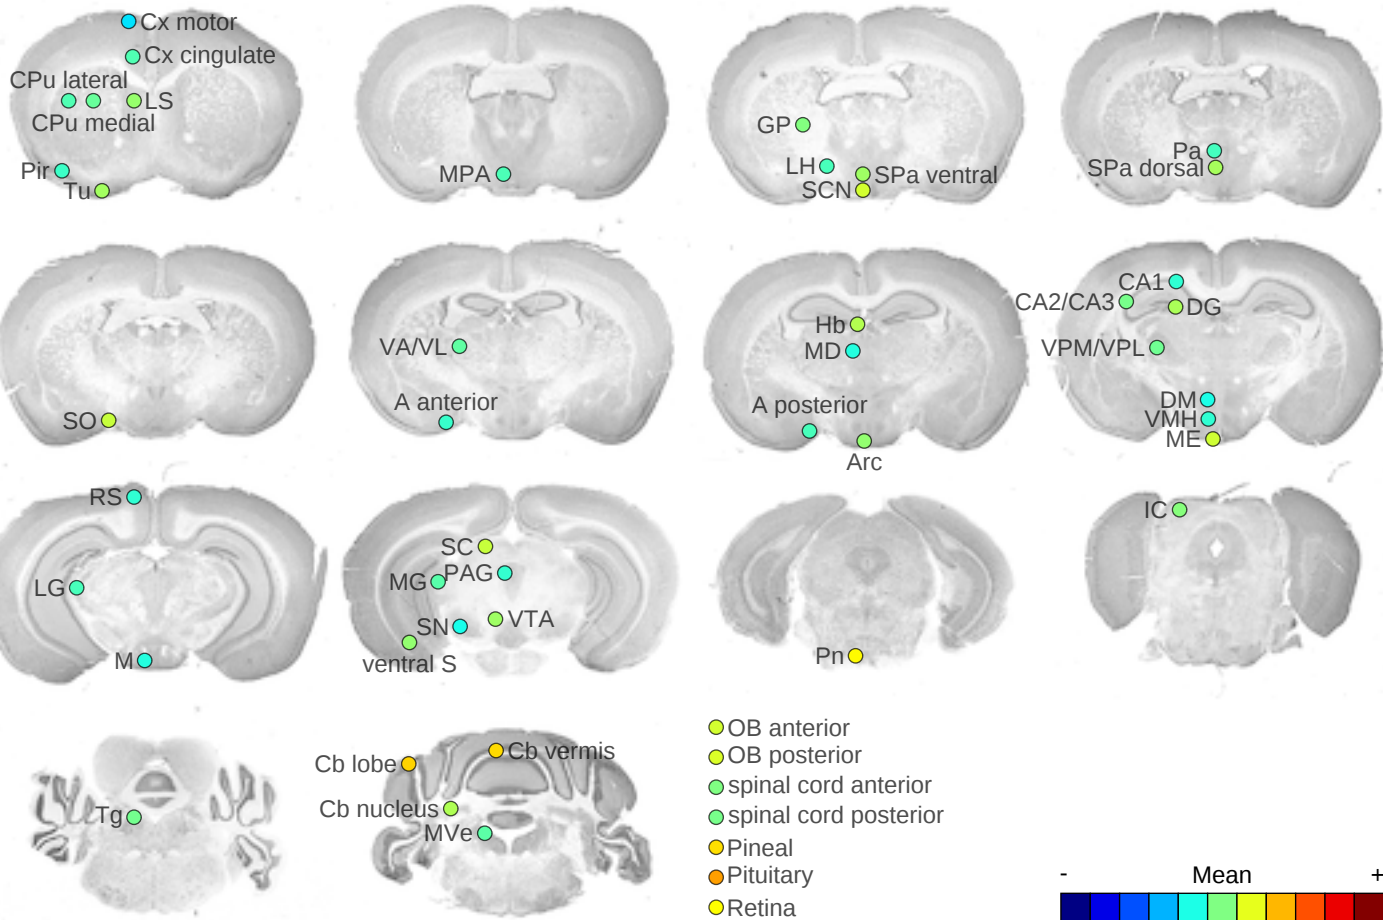 Cx motor
Cx cingulate
CPu lateral
LS
CPu medial
Pir
Tu
MPA
GP
LH
SPa ventral
SCN
Pa
SPa dorsal
SO
VA/VL
A anterior
Hb
MD
A posterior
Arc
CA1
CA2/CA3
DG
VPM/VPL
DM
VMH
ME
RS
LG
M
SC
MG
PAG
SN
VTA
ventral S
Pn
IC
Tg
Cb lobe
Cb vermis
Cb nucleus
MVe
OB anterior
OB posterior
spinal cord anterior
spinal cord posterior
Pineal
Pituitary
Retina
- Mean +